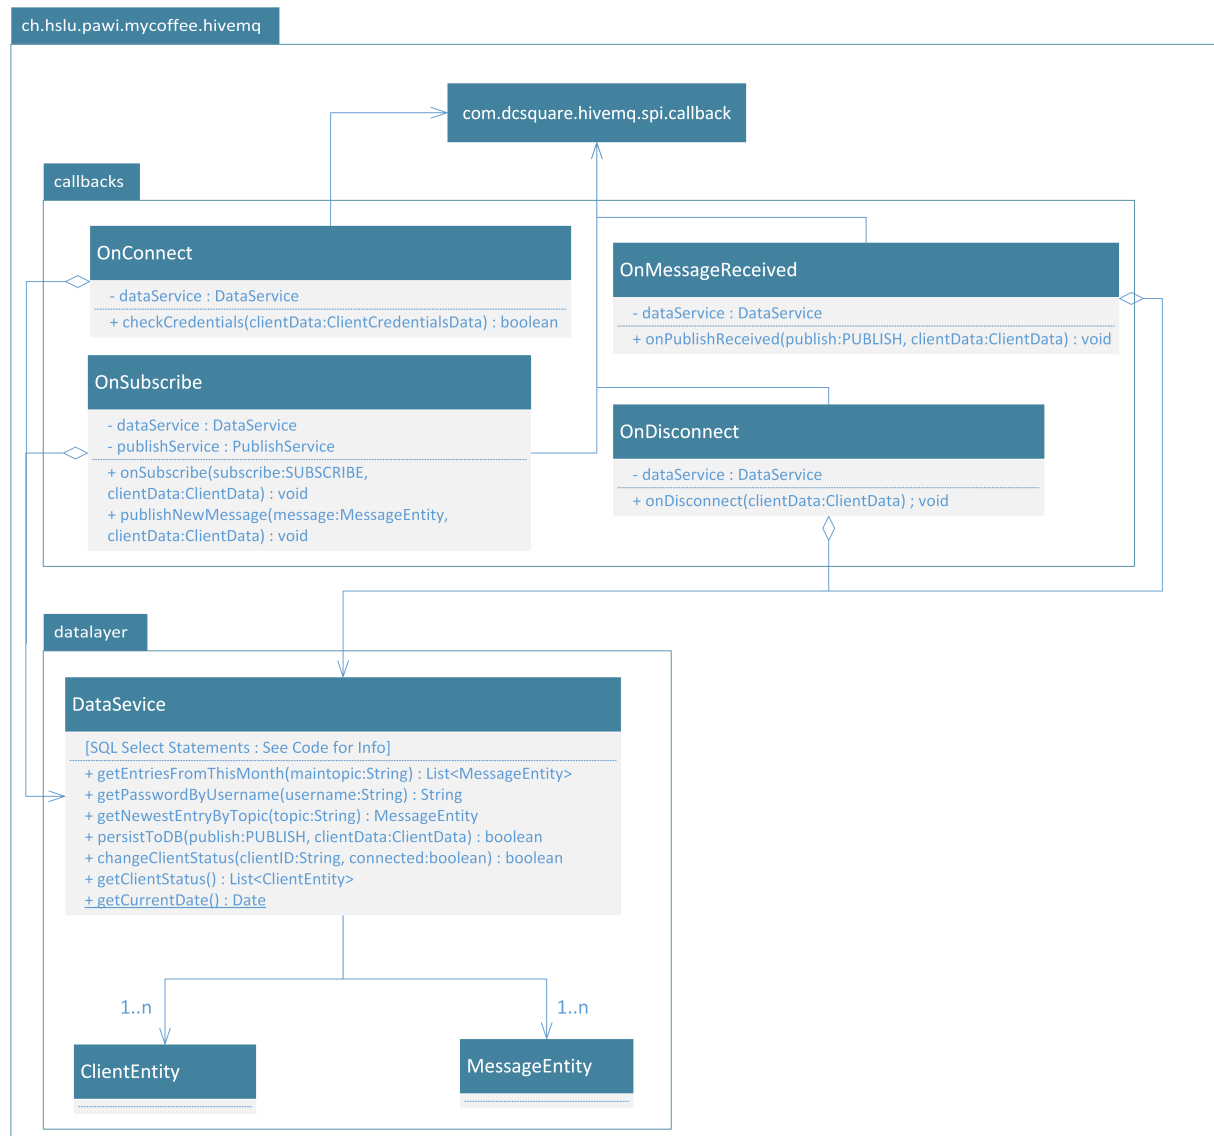 ch.hslu.pawi.mycoffee.hivemq
com.dcsquare.hivemq.spi.callback
callbacks
OnConnect
- dataService : DataService
+ checkCredentials(clientData:ClientCredentialsData) : boolean
OnMessageReceived
- dataService : DataService
+ onPublishReceived(publish:PUBLISH, clientData:ClientData) : void
OnSubscribe
- dataService : DataService
- publishService : PublishService
+ onSubscribe(subscribe:SUBSCRIBE,
clientData:ClientData) : void
+ publishNewMessage(message:MessageEntity,
clientData:ClientData) : void
OnDisconnect
- dataService : DataService
+ onDisconnect(clientData:ClientData) ; void
datalayer
DataSevice
[SQL Select Statements : See Code for Info]
+ getEntriesFromThisMonth(maintopic:String) : List<MessageEntity>
+ getPasswordByUsername(username:String) : String
+ getNewestEntryByTopic(topic:String) : MessageEntity
+ persistToDB(publish:PUBLISH, clientData:ClientData) : boolean
+ changeClientStatus(clientID:String, connected:boolean) : boolean
+ getClientStatus() : List<ClientEntity>
+ getCurrentDate() : Date
1..n
1..n
ClientEntity
MessageEntity